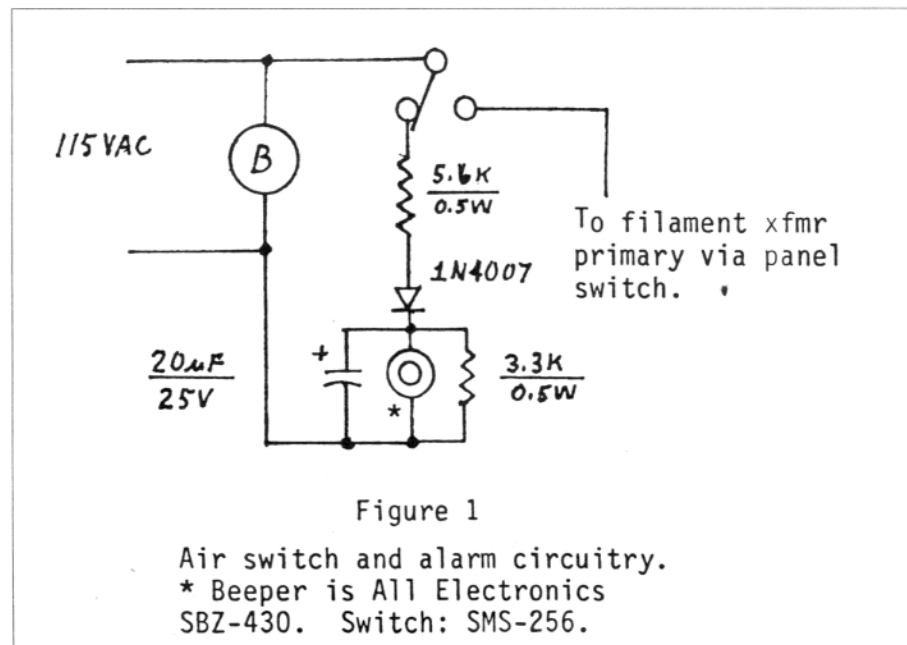 115VAC
B
5.6K
0.5W
To filament xfmr
primary via panel
switch.
1N4007
20µF
25V
+
*
3.3K
0.5W
Figure 1
Air switch and alarm circuitry.
* Beeper is All Electronics
SBZ-430. Switch: SMS-256.